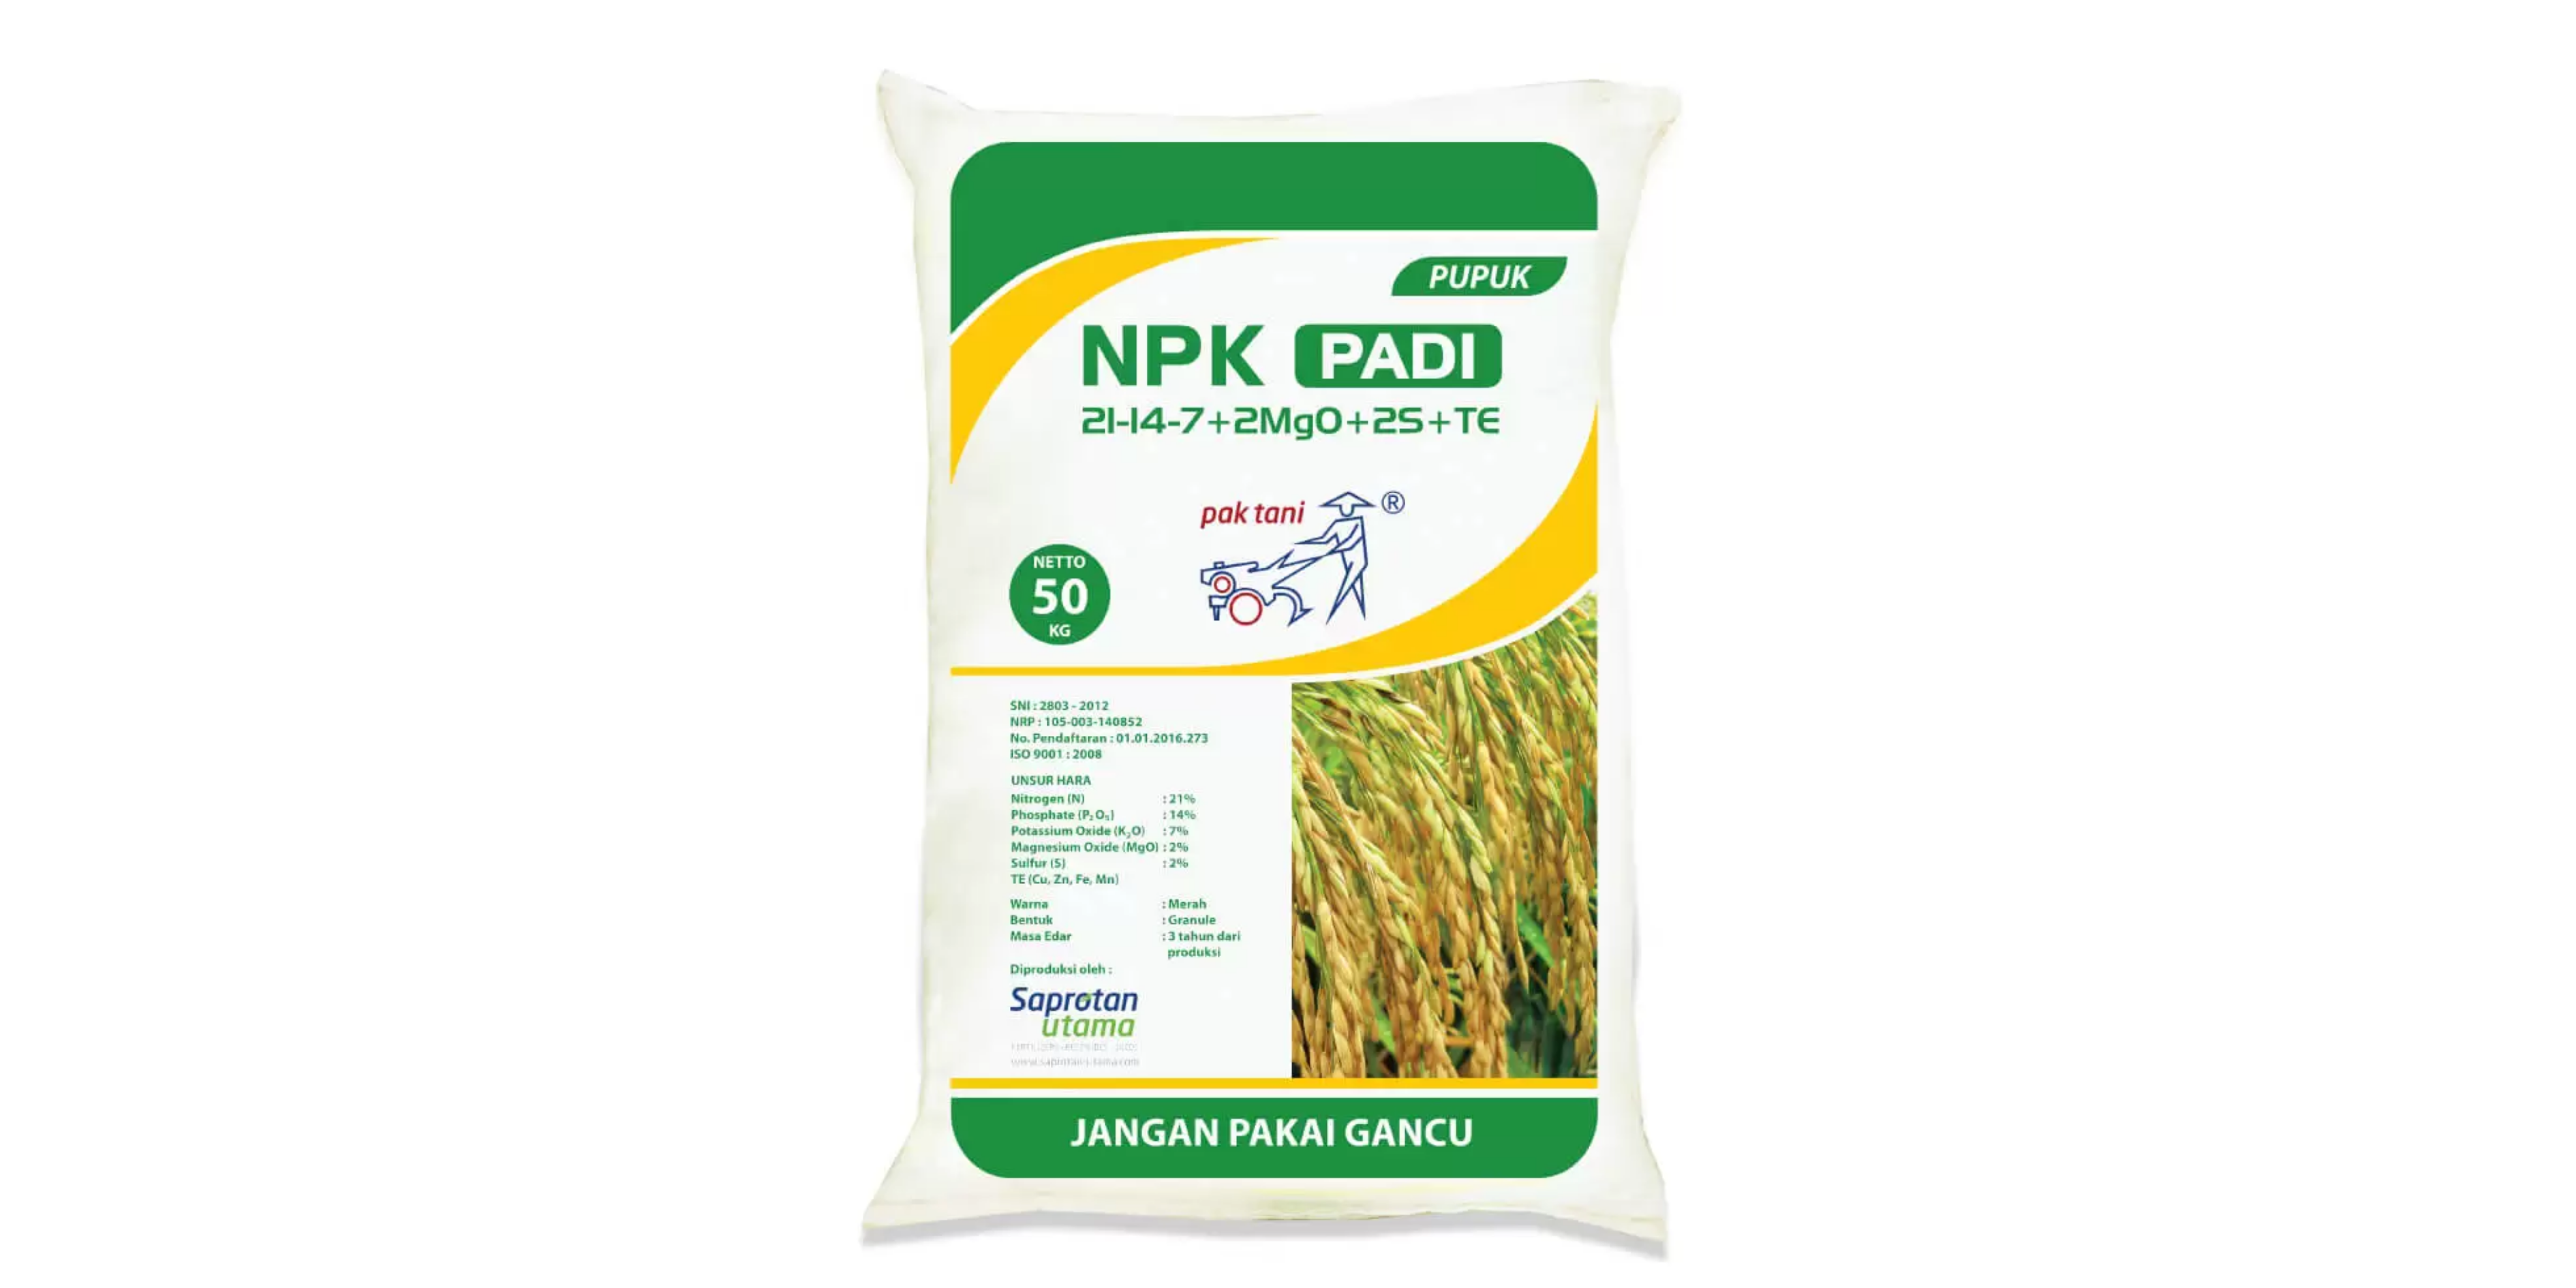 PUPUK
NPK PADI
21-14-7+2MgO+2S+TE
pak tani ®
NETTO
50
KG
SNI : 2803 - 2012
NRP : 105-003-140852
No. Pendaftaran : 01.01.2016.273
ISO 9001 : 2008
UNSUR HARA
Nitrogen (N) : 21%
Phosphate (P₂O₅) : 14%
Potassium Oxide (K₂O) : 7%
Magnesium Oxide (MgO) : 2%
Sulfur (S) : 2%
TE (Cu, Zn, Fe, Mn)
Warna : Merah
Bentuk : Granule
Masa Edar : 3 tahun dari
produksi
Diproduksi oleh :
Saprotan
utama
JANGAN PAKAI GANCU